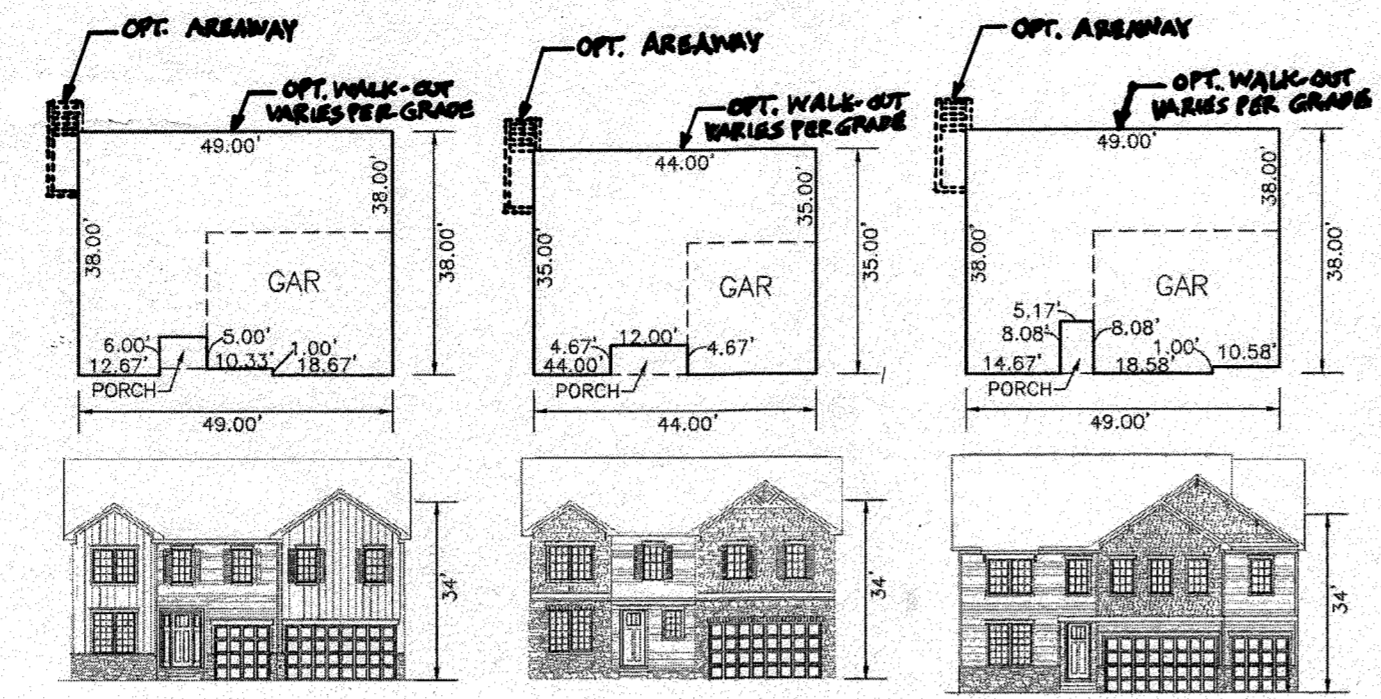 OPT. AREAWAY
OPT. WALK-OUT
VARIES PER GRADE
49.00'
38.00'
38.00'
38.00'
GAR
6.00'
5.00'
12.67'
10.33'
1.00'
18.67'
PORCH
49.00'
34'
OPT. AREAWAY
OPT. WALK-OUT
VARIES PER GRADE
44.00'
35.00'
35.00'
35.00'
GAR
4.67'
12.00'
4.67'
44.00'
PORCH
44.00'
34'
OPT. AREAWAY
OPT. WALK-OUT
VARIES PER GRADE
49.00'
38.00'
38.00'
38.00'
GAR
5.17'
8.08'
8.08'
14.67'
18.58'
1.00'
10.58'
PORCH
49.00'
34'